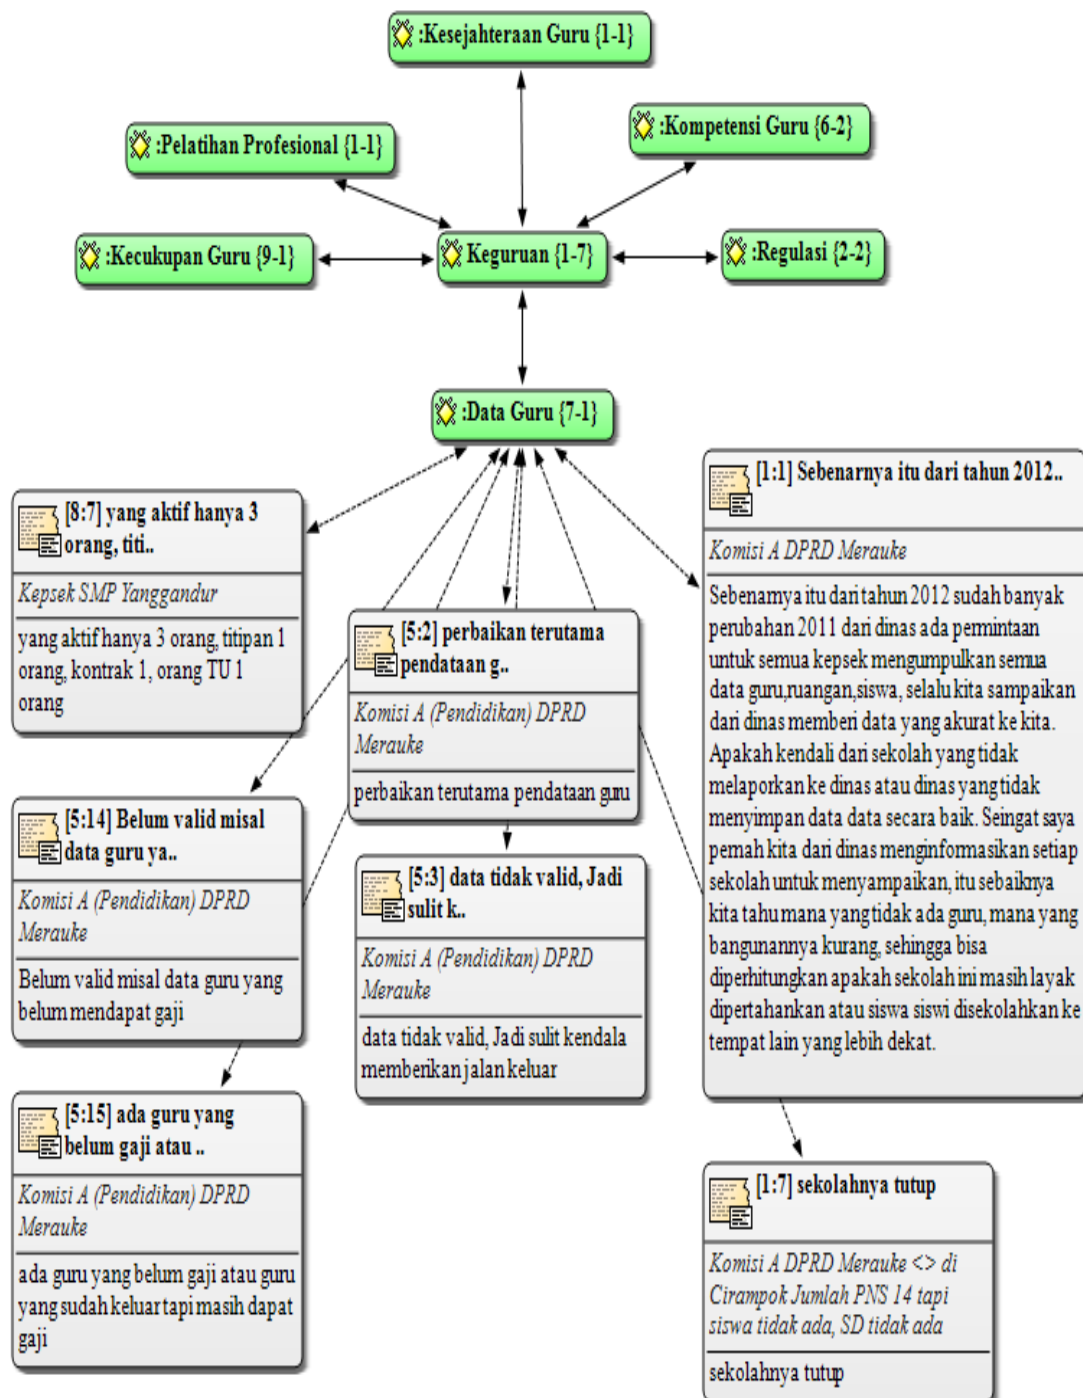 :Kesejahteraan Guru {1-1}
:Pelatihan Profesional {1-1}
:Kompetensi Guru {6-2}
:Kecukupan Guru {9-1}
Keguruan {1-7}
:Regulasi {2-2}
:Data Guru {7-1}
[8:7] yang aktif hanya 3
orang, titi..
Kepsek SMP Yanggandur
yang aktif hanya 3 orang, titipan 1
orang, kontrak 1, orang TU 1
orang
[5:2] perbaikan terutama
pendataan g..
Komisi A (Pendidikan) DPRD
Merauke
perbaikan terutama pendataan guru
[1:1] Sebenarnya itu dari tahun 2012..
Komisi A DPRD Merauke
Sebenarnya itu dari tahun 2012 sudah banyak
perubahan 2011 dari dinas ada permintaan
untuk semua kepsek mengumpulkan semua
data guru,ruangan,siswa, selalu kita sampaikan
dari dinas memberi data yang akurat ke kita.
Apakah kendali dari sekolah yang tidak
melaporkan ke dinas atau dinas yang tidak
menyimpan data data secara baik. Seingat saya
pernah kita dari dinas menginformasikan setiap
sekolah untuk menyampaikan, itu sebaiknya
kita tahu mana yang tidak ada guru, mana yang
bangunannya kurang, sehingga bisa
diperhitungkan apakah sekolah ini masih layak
dipertahankan atau siswa siswi disekolahkan ke
tempat lain yang lebih dekat.
[5:14] Belum valid misal
data guru ya..
Komisi A (Pendidikan) DPRD
Merauke
Belum valid misal data guru yang
belum mendapat gaji
[5:3] data tidak valid, Jadi
sulit k..
Komisi A (Pendidikan) DPRD
Merauke
data tidak valid, Jadi sulit kendala
memberikan jalan keluar
[5:15] ada guru yang
belum gaji atau ..
Komisi A (Pendidikan) DPRD
Merauke
ada guru yang belum gaji atau guru
yang sudah keluar tapi masih dapat
gaji
[1:7] sekolahnya tutup
Komisi A DPRD Merauke <> di
Cirampok Jumlah PNS 14 tapi
siswa tidak ada, SD tidak ada
sekolahnya tutup